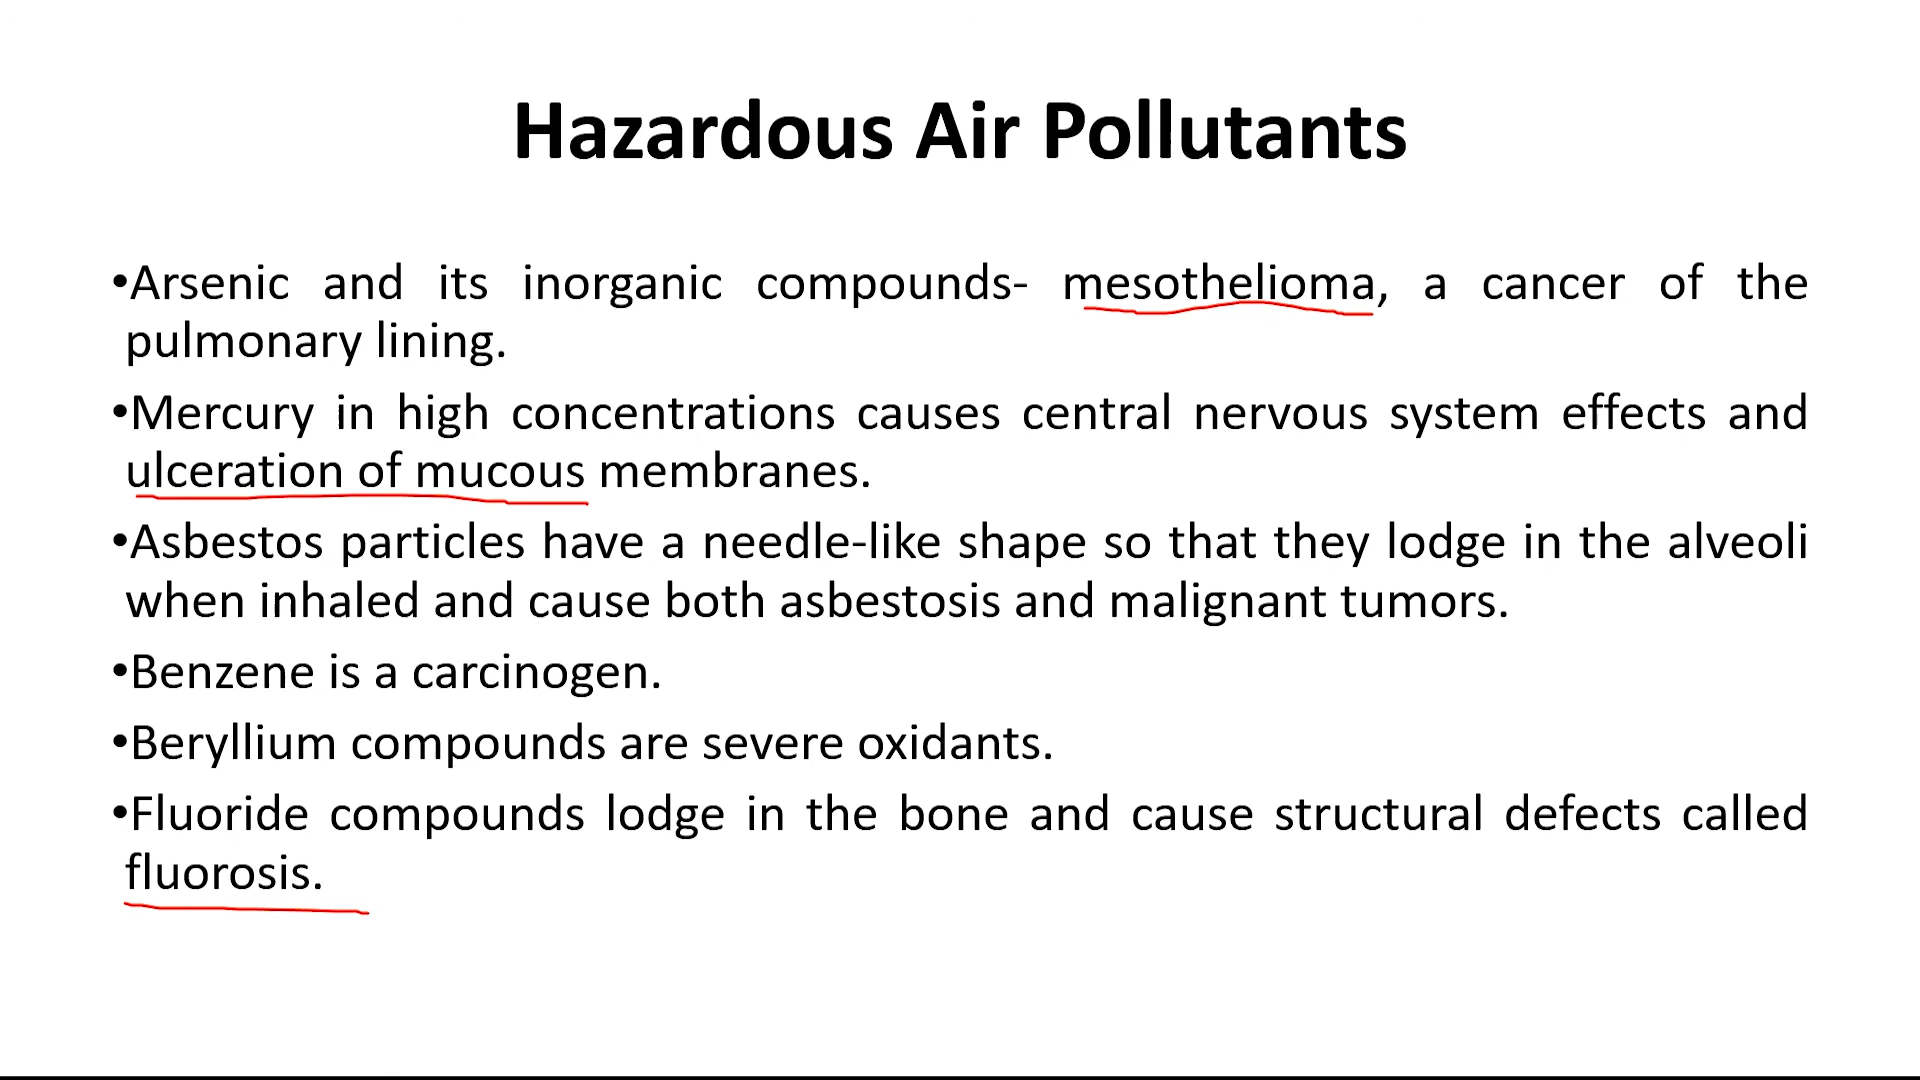 Hazardous Air Pollutants
•Arsenic and its inorganic compounds- mesothelioma, a cancer of the
pulmonary lining.
•Mercury in high concentrations causes central nervous system effects and
ulceration of mucous membranes.
•Asbestos particles have a needle-like shape so that they lodge in the alveoli
when inhaled and cause both asbestosis and malignant tumors.
•Benzene is a carcinogen.
•Beryllium compounds are severe oxidants.
•Fluoride compounds lodge in the bone and cause structural defects called
fluorosis.